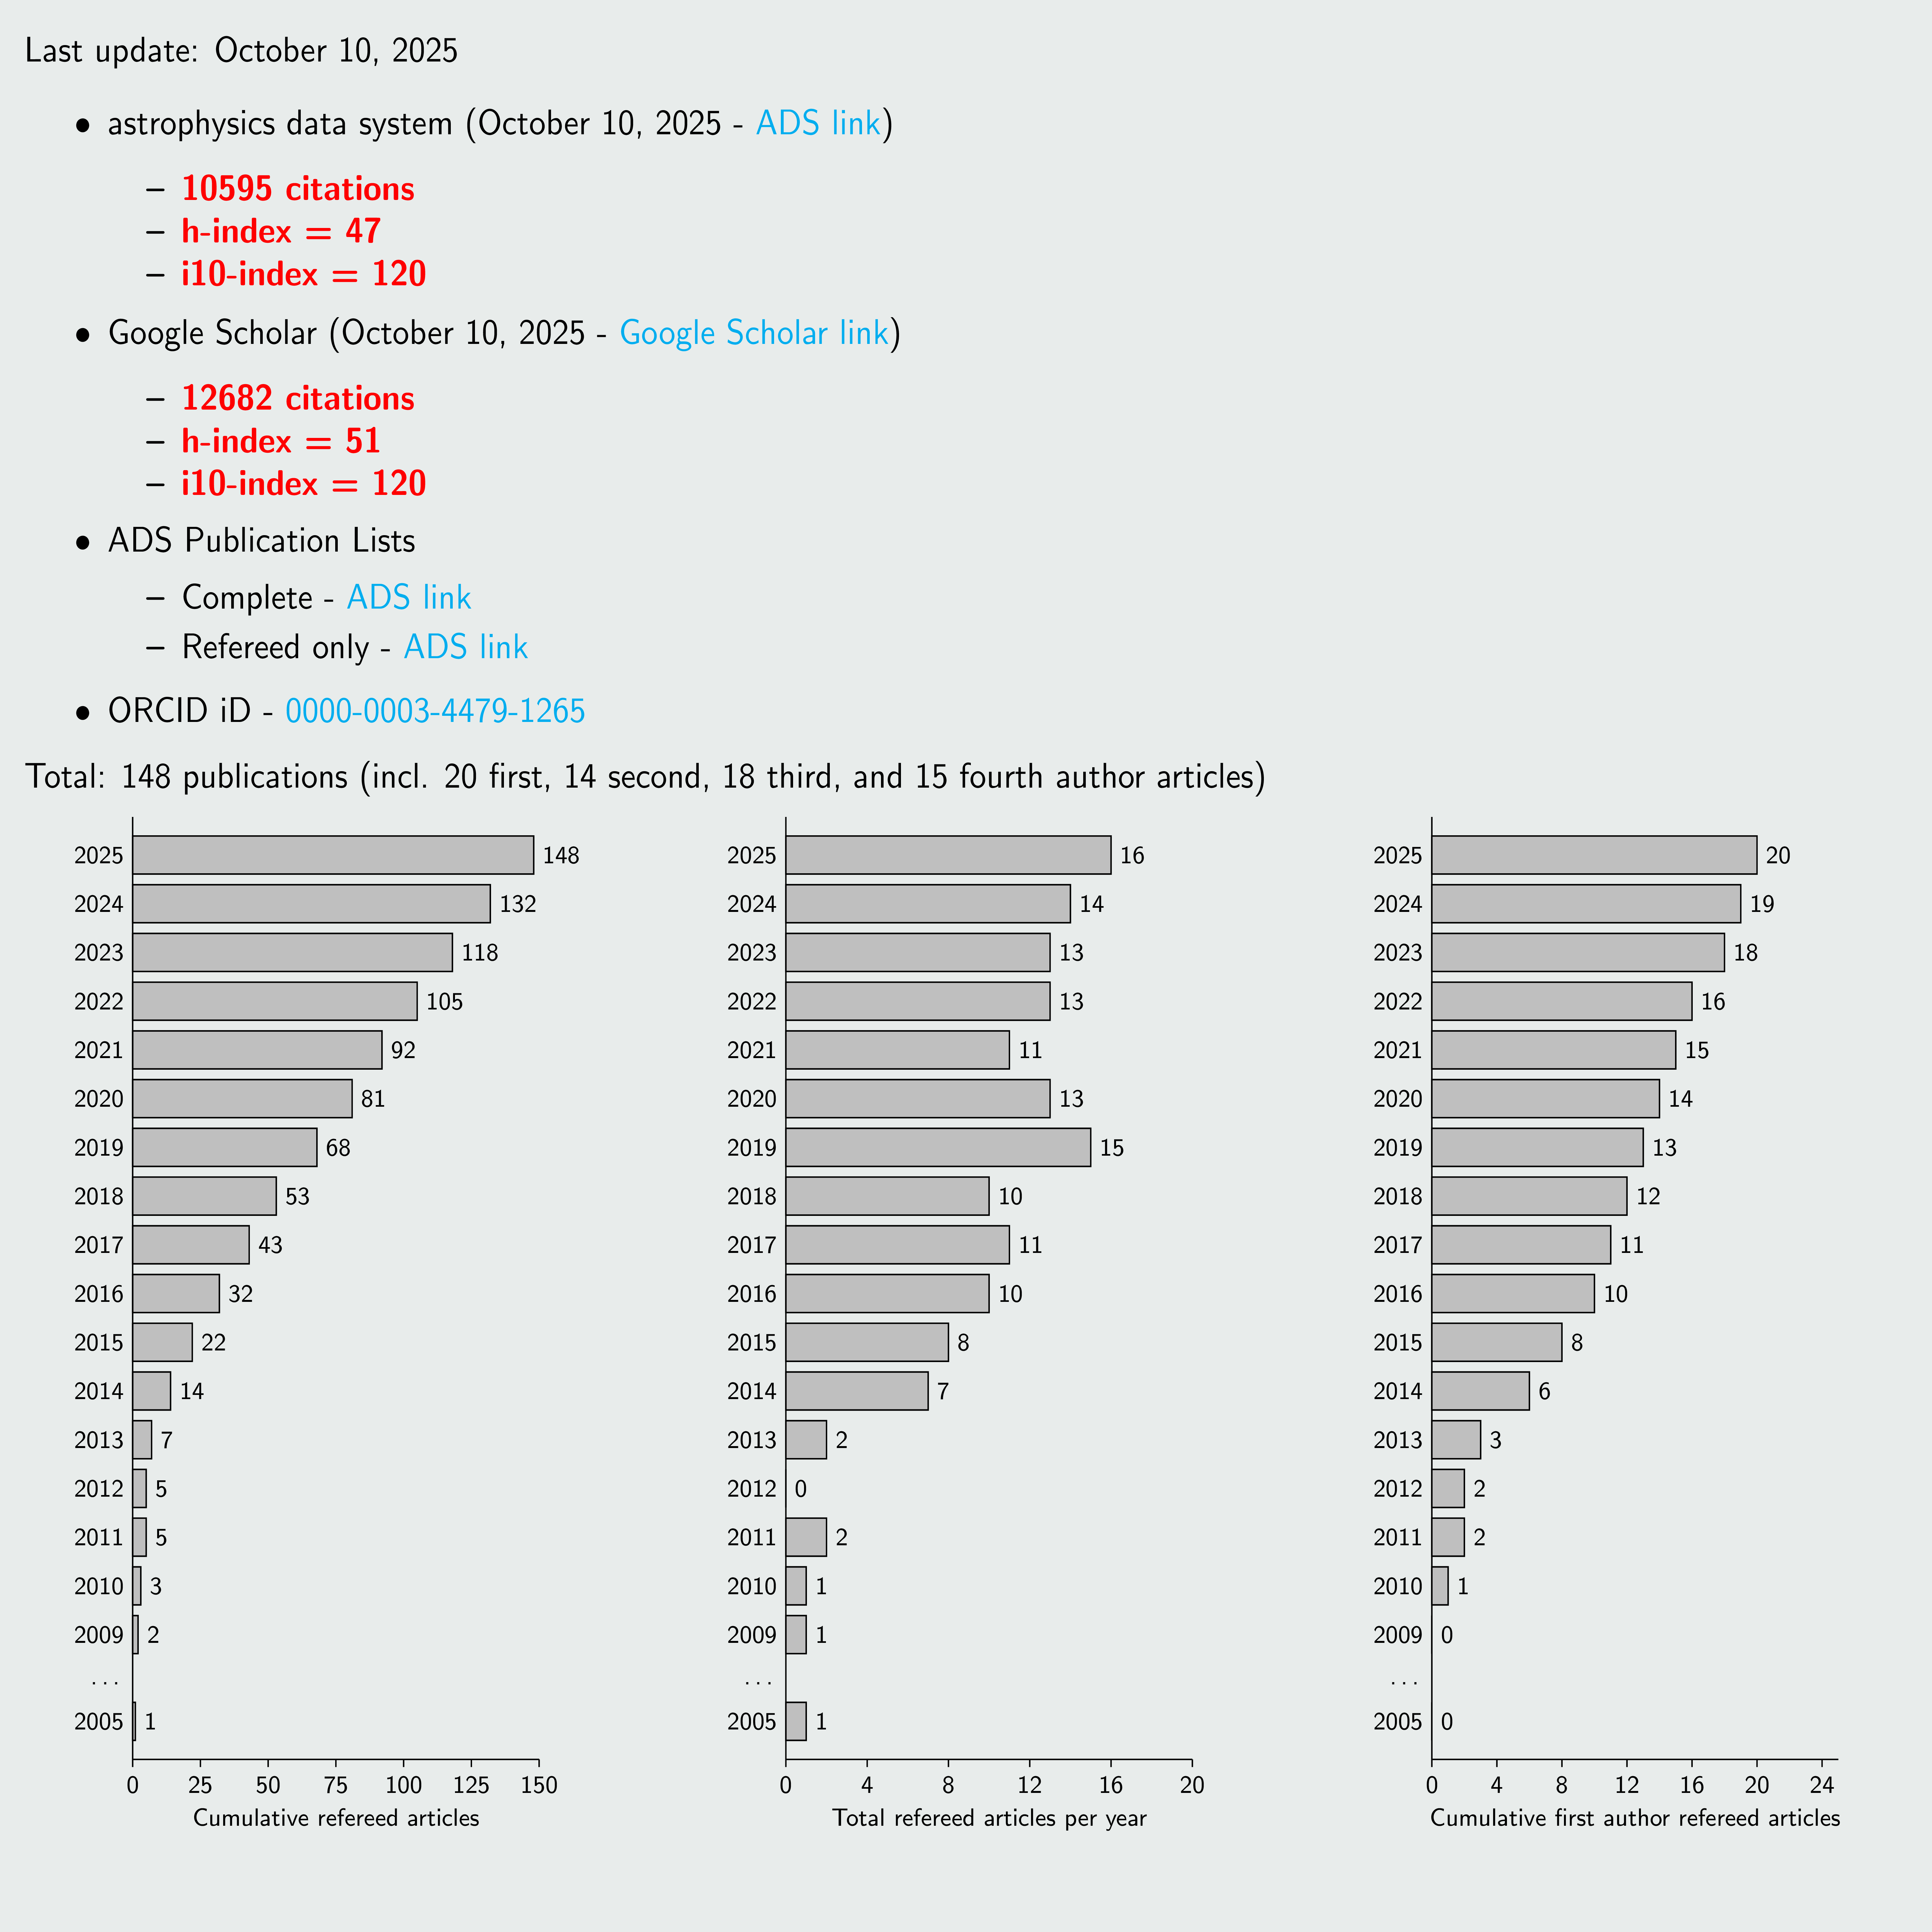 Last update: October 10, 2025
• astrophysics data system (October 10, 2025 - ADS link)
– 10595 citations
– h-index = 47
– i10-index = 120
• Google Scholar (October 10, 2025 - Google Scholar link)
– 12682 citations
– h-index = 51
– i10-index = 120
• ADS Publication Lists
– Complete - ADS link
– Refereed only - ADS link
• ORCID iD - 0000-0003-4479-1265
Total: 148 publications (incl. 20 first, 14 second, 18 third, and 15 fourth author articles)
2025 148
2024 132
2023 118
2022 105
2021 92
2020 81
2019 68
2018 53
2017 43
2016 32
2015 22
2014 14
2013 7
2012 5
2011 5
2010 3
2009 2
...
2005 1
0 25 50 75 100 125 150
Cumulative refereed articles
2025 16
2024 14
2023 13
2022 13
2021 11
2020 13
2019 15
2018 10
2017 11
2016 10
2015 8
2014 7
2013 2
2012 0
2011 2
2010 1
2009 1
...
2005 1
0 4 8 12 16 20
Total refereed articles per year
2025 20
2024 19
2023 18
2022 16
2021 15
2020 14
2019 13
2018 12
2017 11
2016 10
2015 8
2014 6
2013 3
2012 2
2011 2
2010 1
2009 0
...
2005 0
0 4 8 12 16 20 24
Cumulative first author refereed articles